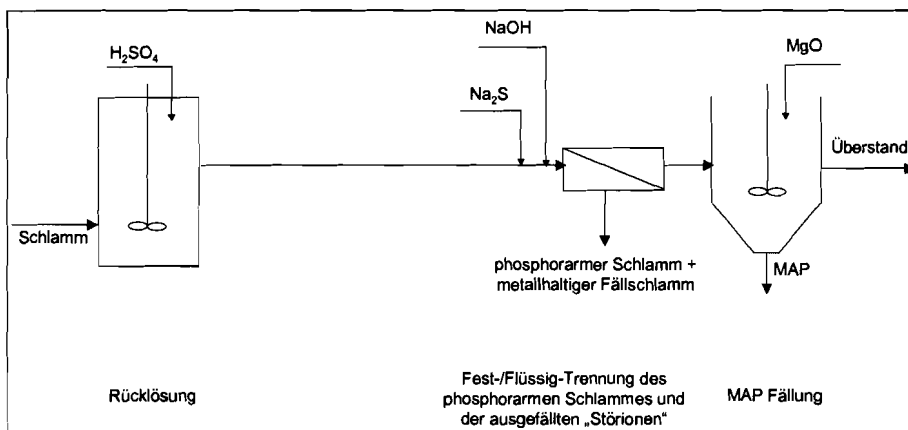 NaOH
H₂SO₄
MgO
Na₂S
Überstand
Schlamm
MAP
phosphorarmer Schlamm +
metallhaltiger Fällschlamm
Rücklösung
Fest-/Flüssig-Trennung des
phosphorarmen Schlammes und
der ausgefällten „Störionen“
MAP Fällung